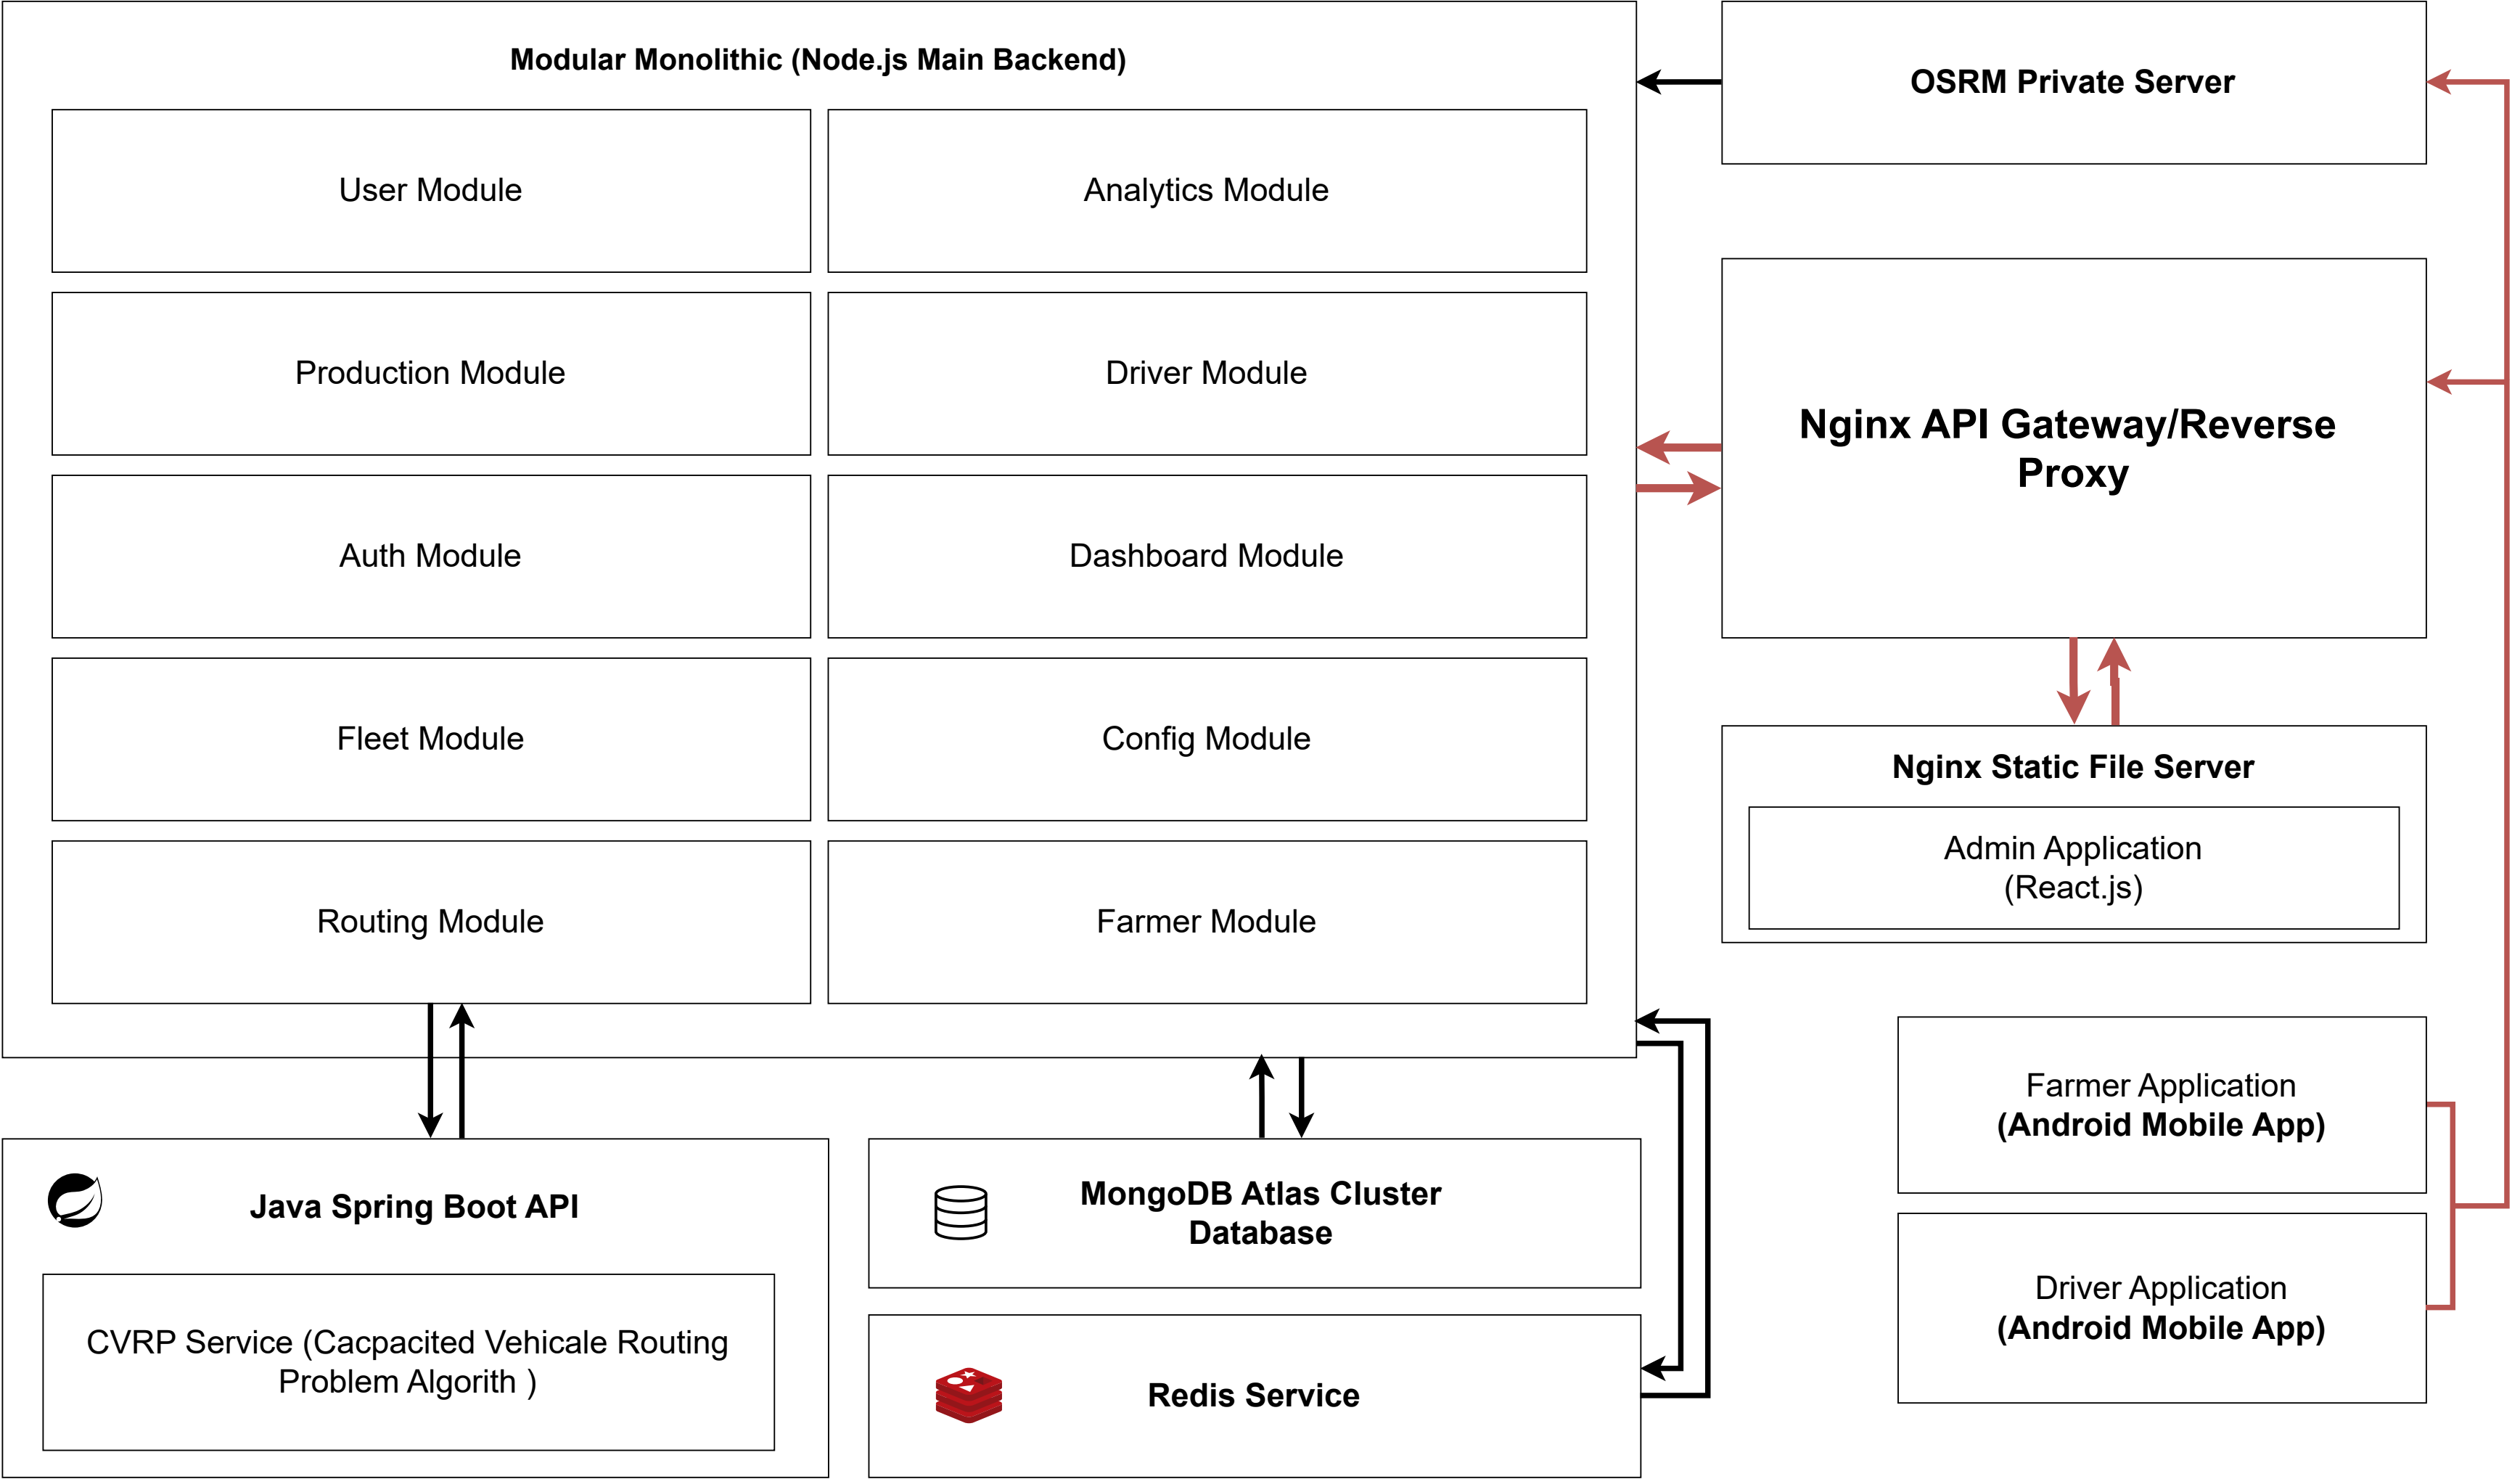 Modular Monolithic (Node.js Main Backend)
User Module
Analytics Module
Production Module
Driver Module
Auth Module
Dashboard Module
Fleet Module
Config Module
Routing Module
Farmer Module
OSRM Private Server
Nginx API Gateway/Reverse
Proxy
Nginx Static File Server
Admin Application
(React.js)
Farmer Application
(Android Mobile App)
Driver Application
(Android Mobile App)
Java Spring Boot API
CVRP Service (Cacpacited Vehicale Routing
Problem Algorith )
MongoDB Atlas Cluster
Database
Redis Service